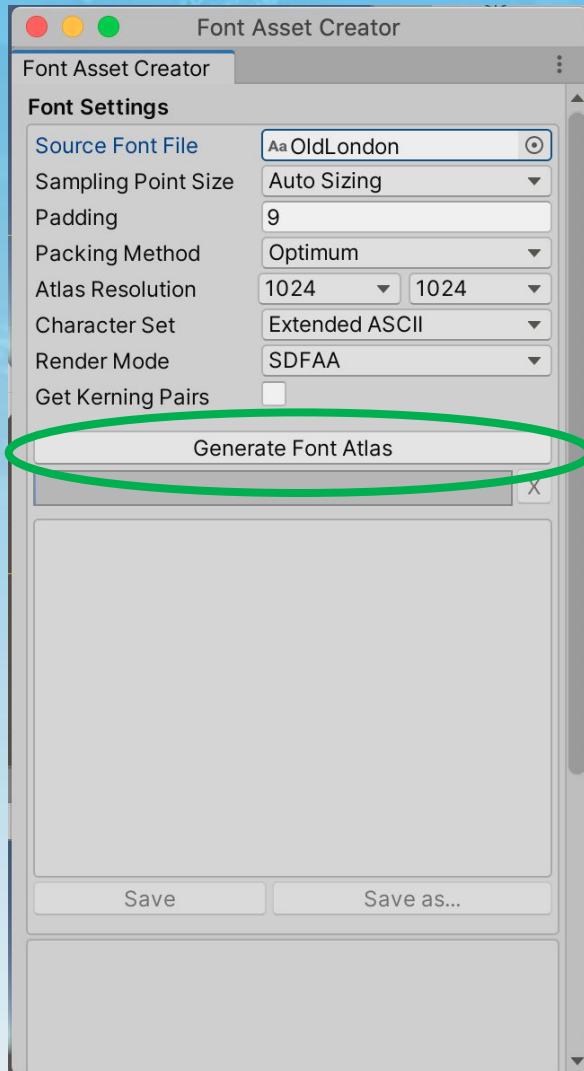 Font Asset Creator
Font Asset Creator
Font Settings
Source Font File Aa OldLondon
Sampling Point Size Auto Sizing
Padding 9
Packing Method Optimum
Atlas Resolution 1024 1024
Character Set Extended ASCII
Render Mode SDFAA
Get Kerning Pairs
Generate Font Atlas
X
Save Save as...